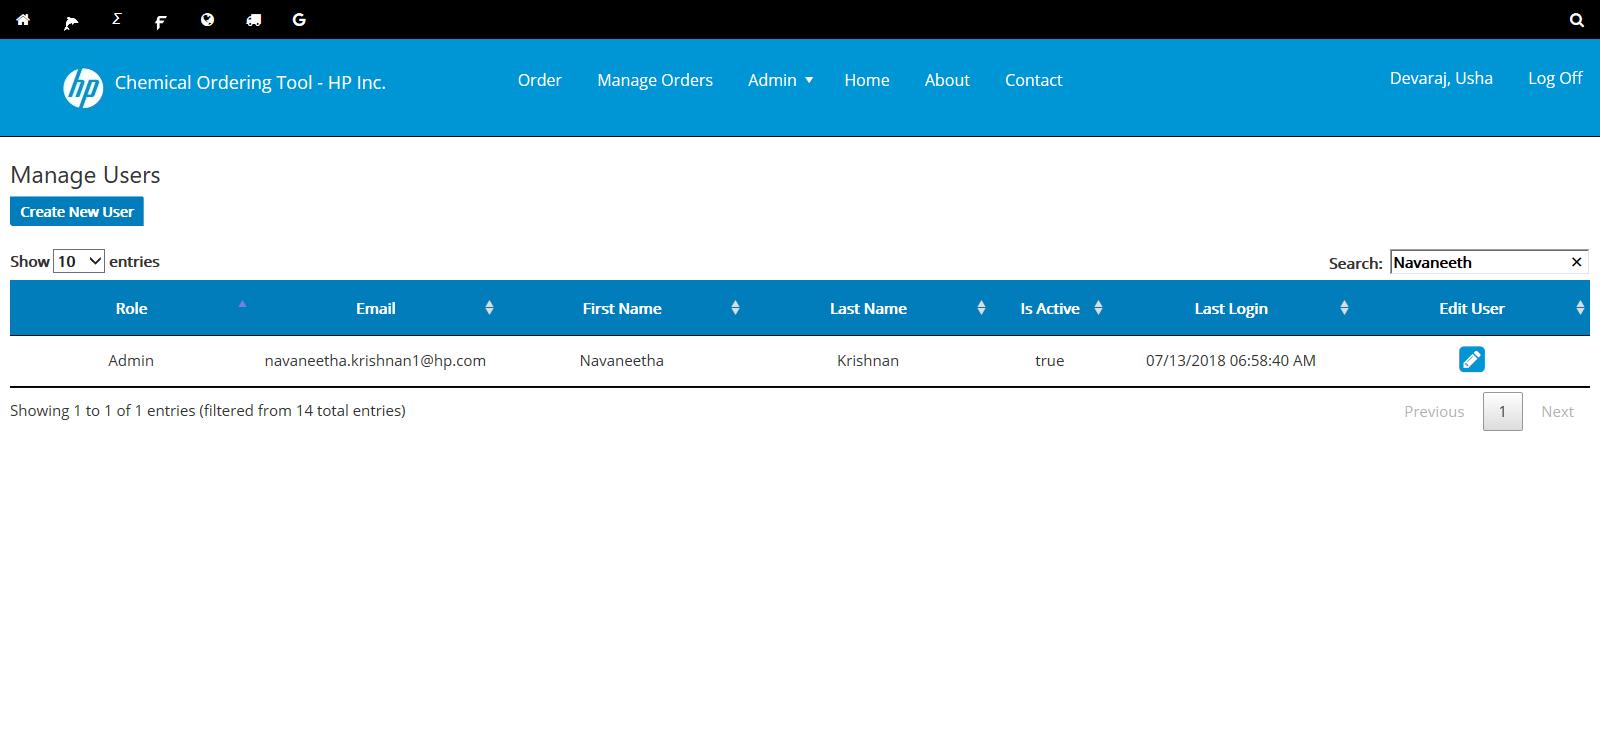 Σ F G
hp Chemical Ordering Tool - HP Inc. Order Manage Orders Admin Home About Contact Devaraj, Usha Log Off
Manage Users
Create New User
Show 10 entries Search: Navaneeth ×
Role Email First Name Last Name Is Active Last Login Edit User
Admin navaneetha.krishnan1@hp.com Navaneetha Krishnan true 07/13/2018 06:58:40 AM
Showing 1 to 1 of 1 entries (filtered from 14 total entries) Previous 1 Next